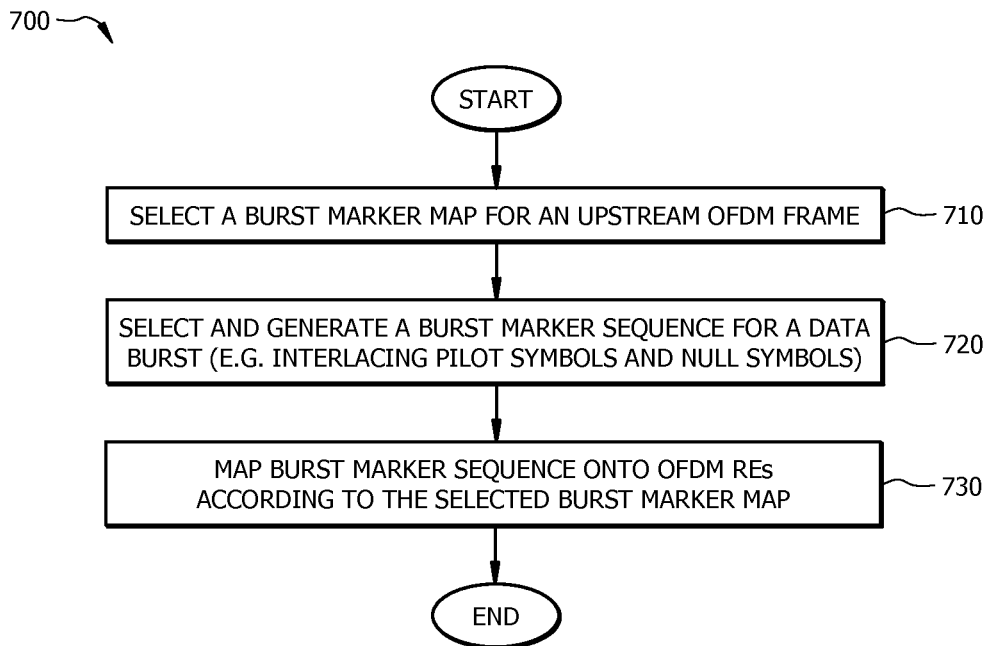 700
START
SELECT A BURST MARKER MAP FOR AN UPSTREAM OFDM FRAME
710
SELECT AND GENERATE A BURST MARKER SEQUENCE FOR A DATA
BURST (E.G. INTERLACING PILOT SYMBOLS AND NULL SYMBOLS)
720
MAP BURST MARKER SEQUENCE ONTO OFDM REs
ACCORDING TO THE SELECTED BURST MARKER MAP
730
END